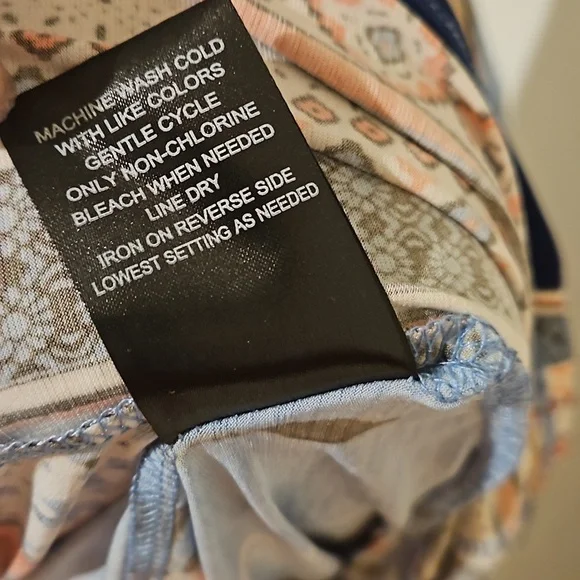 MACHINE WASH COLD
WITH LIKE COLORS
GENTLE CYCLE
ONLY NON-CHLORINE
BLEACH WHEN NEEDED
LINE DRY
IRON ON REVERSE SIDE
LOWEST SETTING AS NEEDED